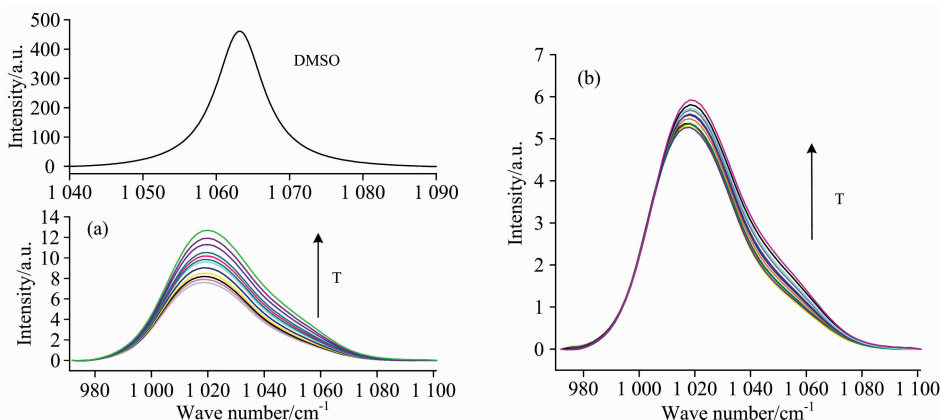 500
400
300
200
100
0
Intensity/a.u.
DMSO
1 040 1 050 1 060 1 070 1 080 1 090
14
12
10
8
6
4
2
0
Intensity/a.u.
(a)
T
980 1 000 1 020 1 040 1 060 1 080 1 100
Wave number/cm⁻¹
7
6
5
4
3
2
1
0
Intensity/a.u.
(b)
T
980 1 000 1 020 1 040 1 060 1 080 1 100
Wave number/cm⁻¹